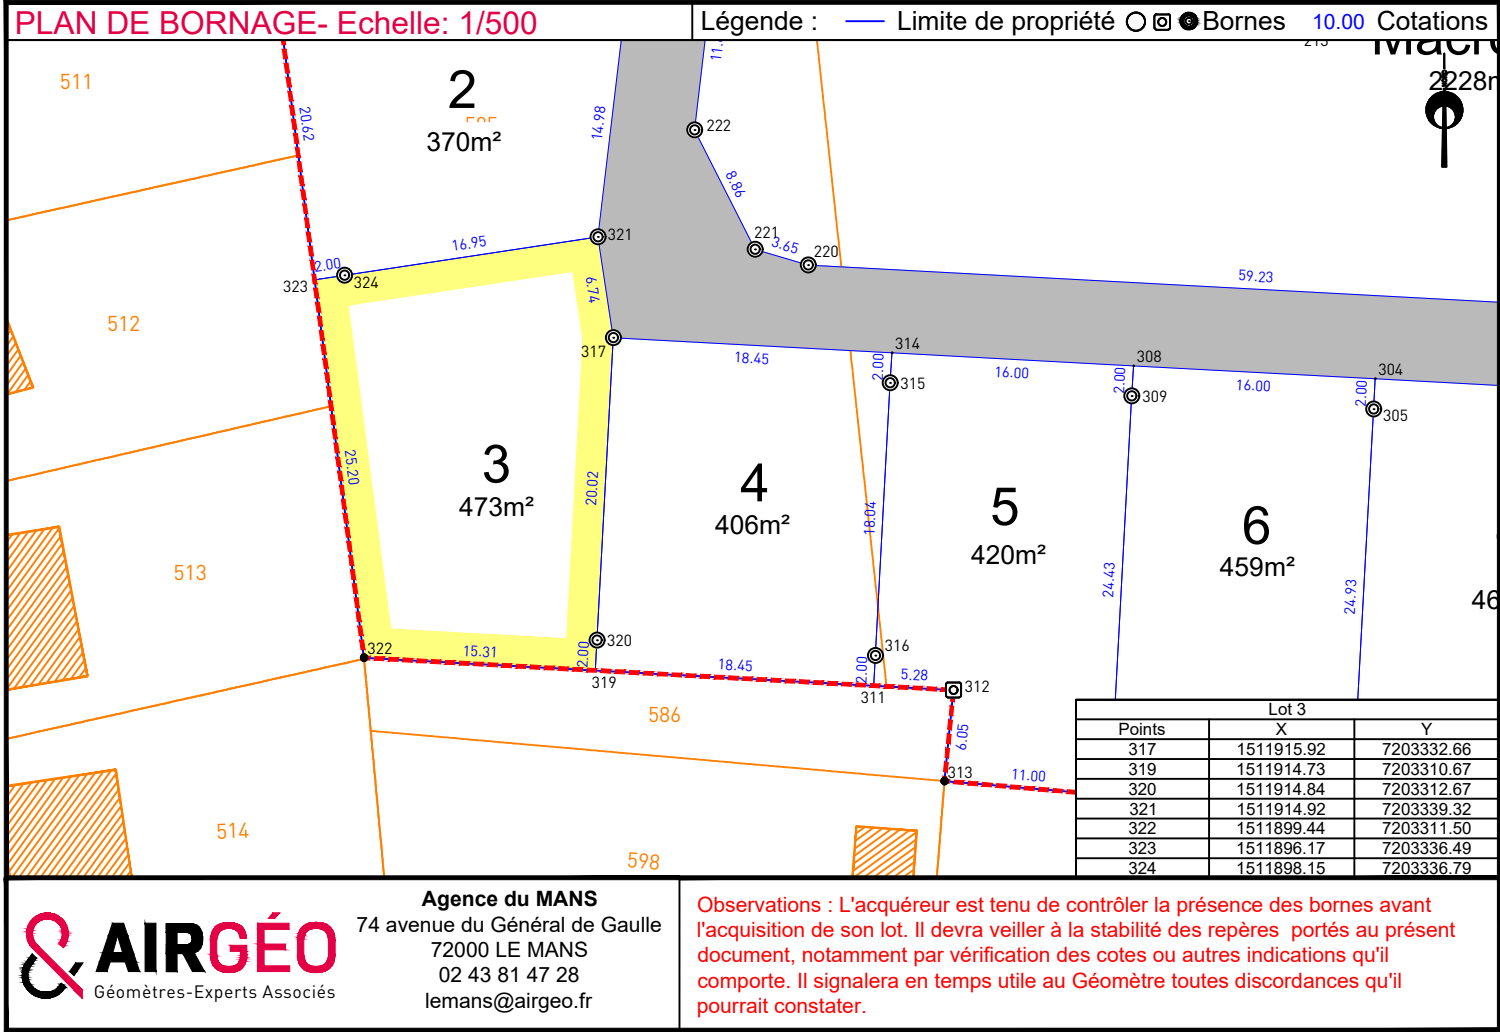 PLAN DE BORNAGE- Echelle: 1/500
Légende : Limite de propriété Bornes 10.00 Cotations
511
2
370m²
20.62
14.98
11.
222
8.86
221
3.65
220
59.23
2228m
321
16.95
2.00
324
323
6.74
512
317
18.45
314
2.00
315
16.00
308
2.00
309
16.00
304
2.00
305
25.20
3
473m²
20.02
4
406m²
18.04
5
420m²
24.43
6
459m²
24.93
46
513
322
15.31
2.00
320
319
18.45
316
2.00
311
5.28
312
586
6.05
313
11.00
514
598
Lot 3
Points X Y
317 1511915.92 7203332.66
319 1511914.73 7203310.67
320 1511914.84 7203312.67
321 1511914.92 7203339.32
322 1511899.44 7203311.50
323 1511896.17 7203336.49
324 1511898.15 7203336.79
AIRGÉO
Géomètres-Experts Associés
Agence du MANS
74 avenue du Général de Gaulle
72000 LE MANS
02 43 81 47 28
lemans@airgeo.fr
Observations : L'acquéreur est tenu de contrôler la présence des bornes avant
l'acquisition de son lot. Il devra veiller à la stabilité des repères portés au présent
document, notamment par vérification des cotes ou autres indications qu'il
comporte. Il signalera en temps utile au Géomètre toutes discordances qu'il
pourrait constater.